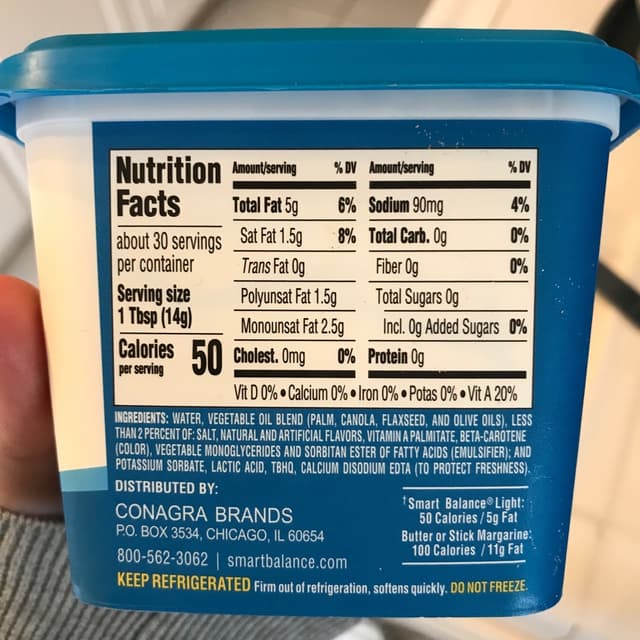 Nutrition
Facts
about 30 servings
per container
Serving size
1 Tbsp (14g)
Calories 50
per serving
Amount/serving % DV
Total Fat 5g 6%
Sat Fat 1.5g 8%
Trans Fat 0g
Polyunsat Fat 1.5g
Monounsat Fat 2.5g
Cholest. 0mg 0%
Amount/serving % DV
Sodium 90mg 4%
Total Carb. 0g 0%
Fiber 0g 0%
Total Sugars 0g
Incl. 0g Added Sugars 0%
Protein 0g
Vit D 0% • Calcium 0% • Iron 0% • Potas 0% • Vit A 20%
INGREDIENTS: WATER, VEGETABLE OIL BLEND (PALM, CANOLA, FLAXSEED, AND OLIVE OILS), LESS
THAN 2 PERCENT OF: SALT, NATURAL AND ARTIFICIAL FLAVORS, VITAMIN A PALMITATE, BETA-CAROTENE
(COLOR), VEGETABLE MONOGLYCERIDES AND SORBITAN ESTER OF FATTY ACIDS (EMULSIFIER); AND
POTASSIUM SORBATE, LACTIC ACID, TBHQ, CALCIUM DISODIUM EDTA (TO PROTECT FRESHNESS).
DISTRIBUTED BY:
CONAGRA BRANDS
P.O. BOX 3534, CHICAGO, IL 60654
800-562-3062 | smartbalance.com
†Smart Balance® Light:
50 Calories / 5g Fat
Butter or Stick Margarine:
100 Calories / 11g Fat
KEEP REFRIGERATED Firm out of refrigeration, softens quickly. DO NOT FREEZE.